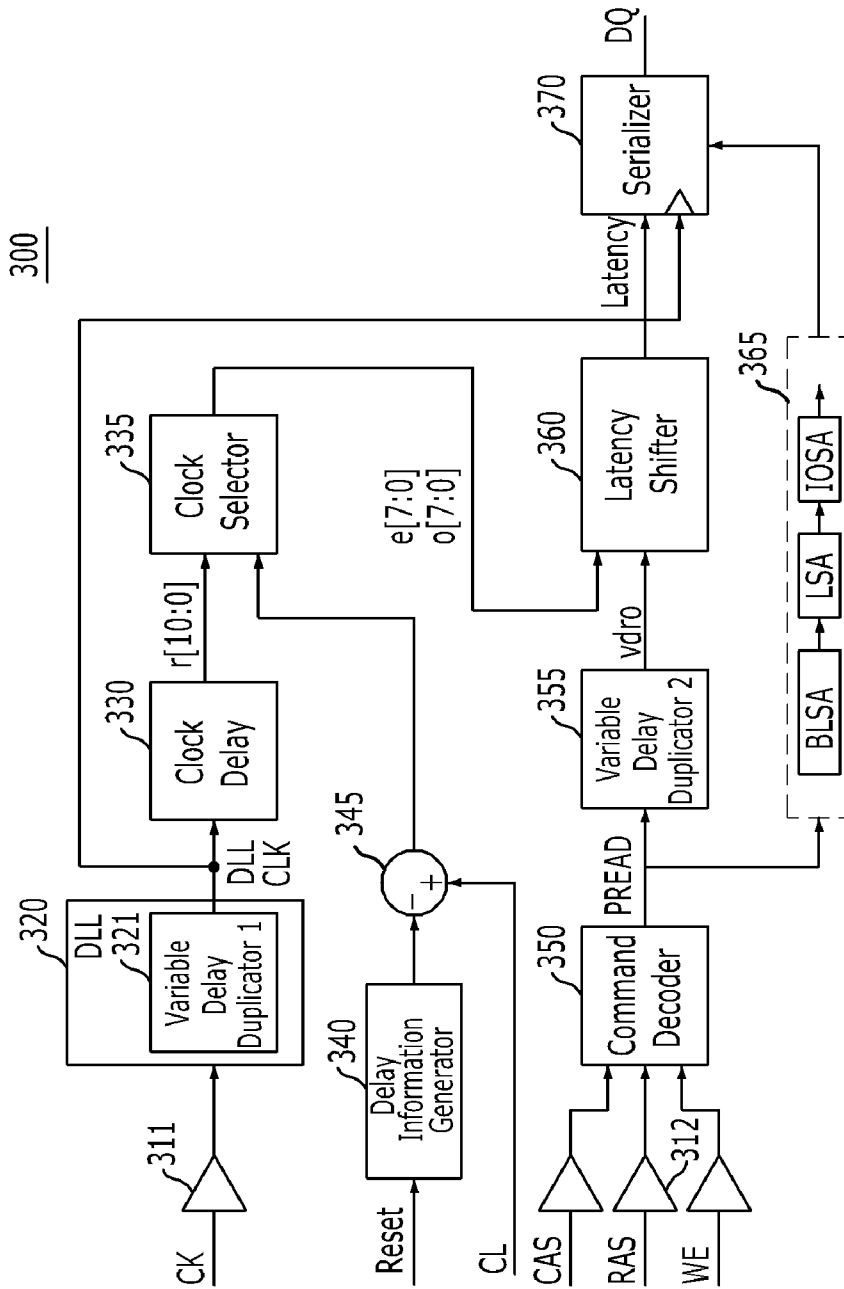 300
CK
311
320
DLL
321
Variable
Delay
Duplicator 1
DLL
CLK
330
Clock
Delay
r[10:0]
335
Clock
Selector
e[7:0]
o[7:0]
Reset
340
Delay
Information
Generator
345
-
+
CL
CAS
RAS
WE
312
350
Command
Decoder
PREAD
355
Variable
Delay
Duplicator 2
vdro
360
Latency
Shifter
Latency
370
Serializer
DQ
365
BLSA
LSA
IOSA